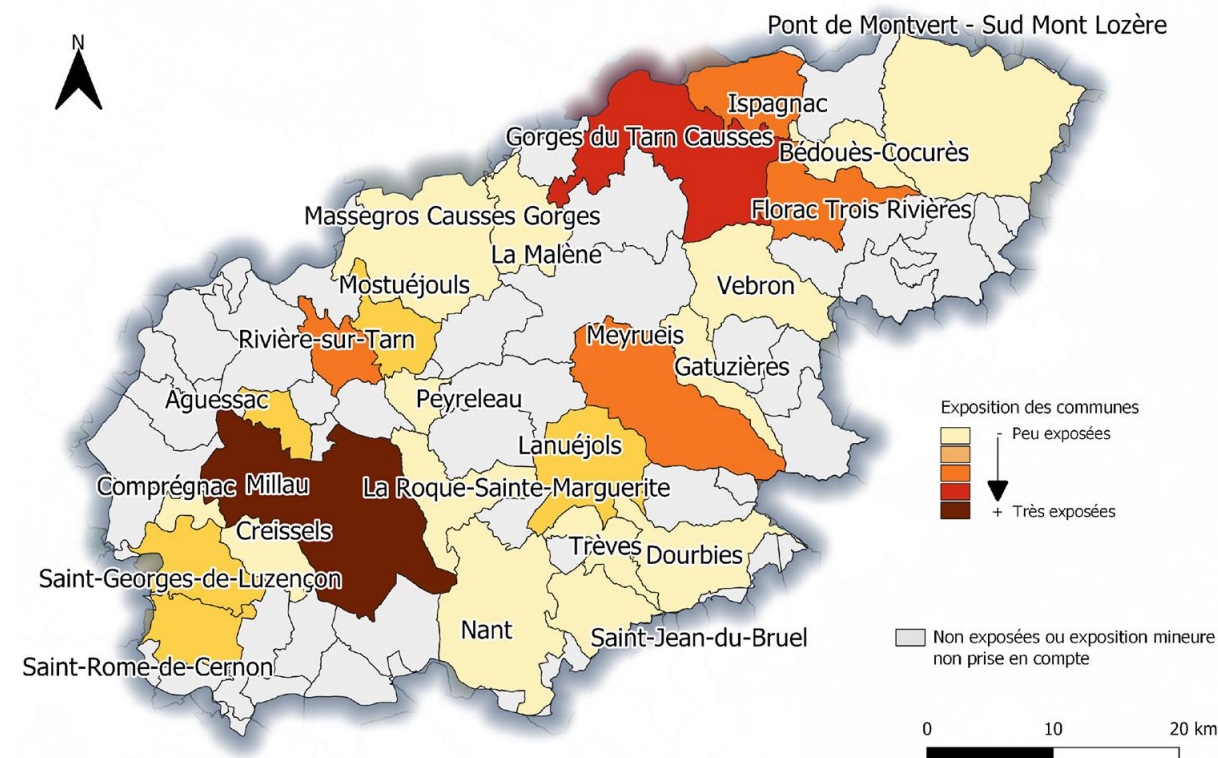 Pont de Montvert - Sud Mont Lozère
N
Ispagnac
Gorges du Tarn Causses
Bédouès-Cocurès
Massegros Causses Gorges
Florac Trois Rivières
La Malène
Mostuéjouls
Vebron
Rivière-sur-Tarn
Meyrueis
Gatuzières
Aguessac
Peyreleau
Exposition des communes
- Peu exposées
Lanuéjols
Comprégnac
Millau
La Roque-Sainte-Marguerite
+ Très exposées
Creissels
Trèves
Dourbies
Saint-Georges-de-Luzençon
Nant
Saint-Jean-du-Bruel
Non exposées ou exposition mineure
non prise en compte
Saint-Rome-de-Cernon
0 10 20 km